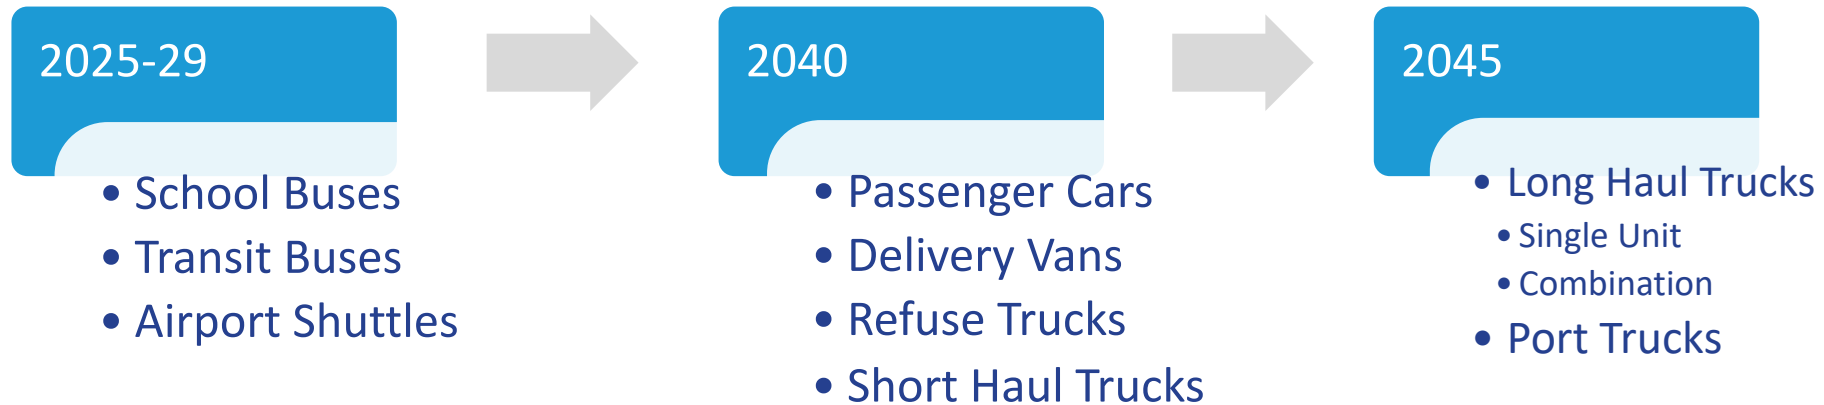 2025-29
• School Buses
• Transit Buses
• Airport Shuttles
2040
• Passenger Cars
• Delivery Vans
• Refuse Trucks
• Short Haul Trucks
2045
• Long Haul Trucks
• Single Unit
• Combination
• Port Trucks